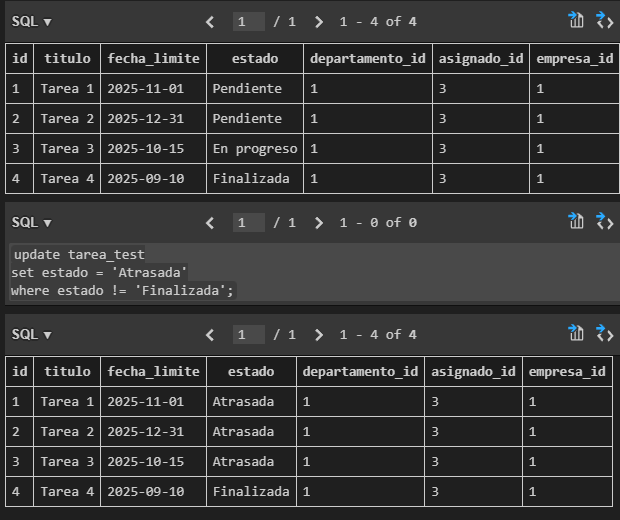 SQL ▼ 1 / 1 1 - 4 of 4
id titulo fecha_limite estado departamento_id asignado_id empresa_id
1 Tarea 1 2025-11-01 Pendiente 1 3 1
2 Tarea 2 2025-12-31 Pendiente 1 3 1
3 Tarea 3 2025-10-15 En progreso 1 3 1
4 Tarea 4 2025-09-10 Finalizada 1 3 1
SQL ▼ 1 / 1 1 - 0 of 0
update tarea_test
set estado = 'Atrasada'
where estado != 'Finalizada';
SQL ▼ 1 / 1 1 - 4 of 4
id titulo fecha_limite estado departamento_id asignado_id empresa_id
1 Tarea 1 2025-11-01 Atrasada 1 3 1
2 Tarea 2 2025-12-31 Atrasada 1 3 1
3 Tarea 3 2025-10-15 Atrasada 1 3 1
4 Tarea 4 2025-09-10 Finalizada 1 3 1